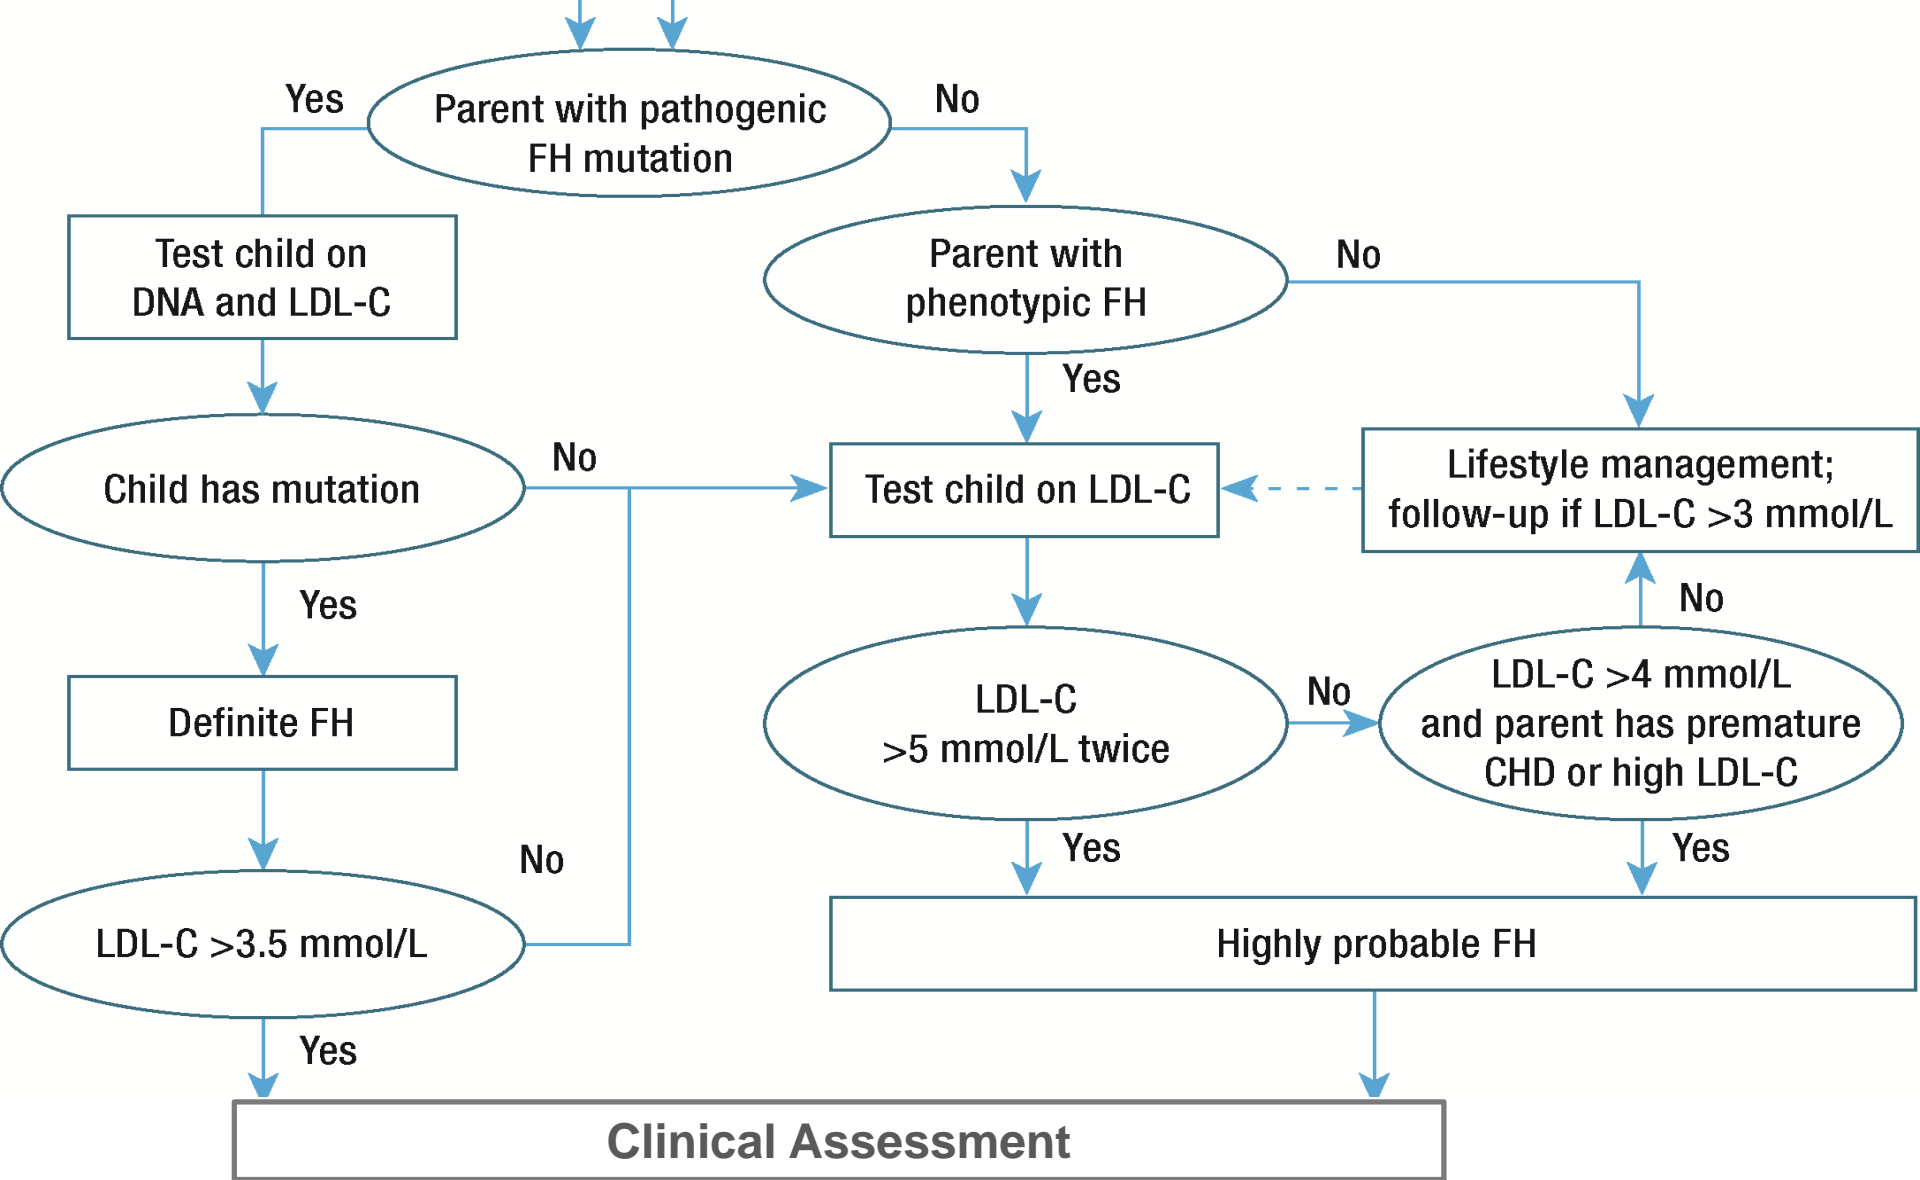 Yes
Parent with pathogenic
FH mutation
No
Test child on
DNA and LDL-C
Parent with
phenotypic FH
No
Yes
Child has mutation
No
Test child on LDL-C
Lifestyle management;
follow-up if LDL-C >3 mmol/L
Yes
No
Definite FH
LDL-C
>5 mmol/L twice
No
LDL-C >4 mmol/L
and parent has premature
CHD or high LDL-C
No
Yes
Yes
LDL-C >3.5 mmol/L
Highly probable FH
Yes
Clinical Assessment